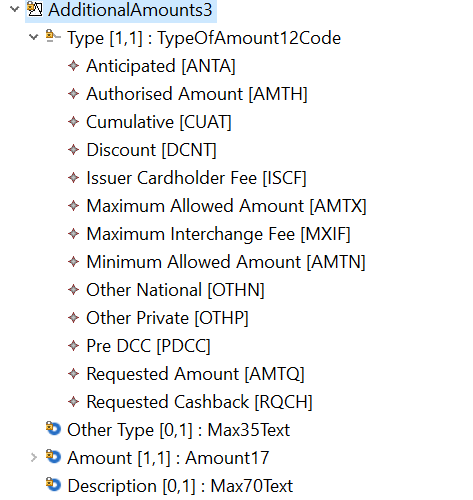 AdditionalAmounts3
Type [1,1] : TypeOfAmount12Code
Anticipated [ANTA]
Authorised Amount [AMTH]
Cumulative [CUAT]
Discount [DCNT]
Issuer Cardholder Fee [ISCF]
Maximum Allowed Amount [AMTX]
Maximum Interchange Fee [MXIF]
Minimum Allowed Amount [AMTN]
Other National [OTHN]
Other Private [OTHP]
Pre DCC [PDCC]
Requested Amount [AMTQ]
Requested Cashback [RQCH]
Other Type [0,1] : Max35Text
Amount [1,1] : Amount17
Description [0,1] : Max70Text